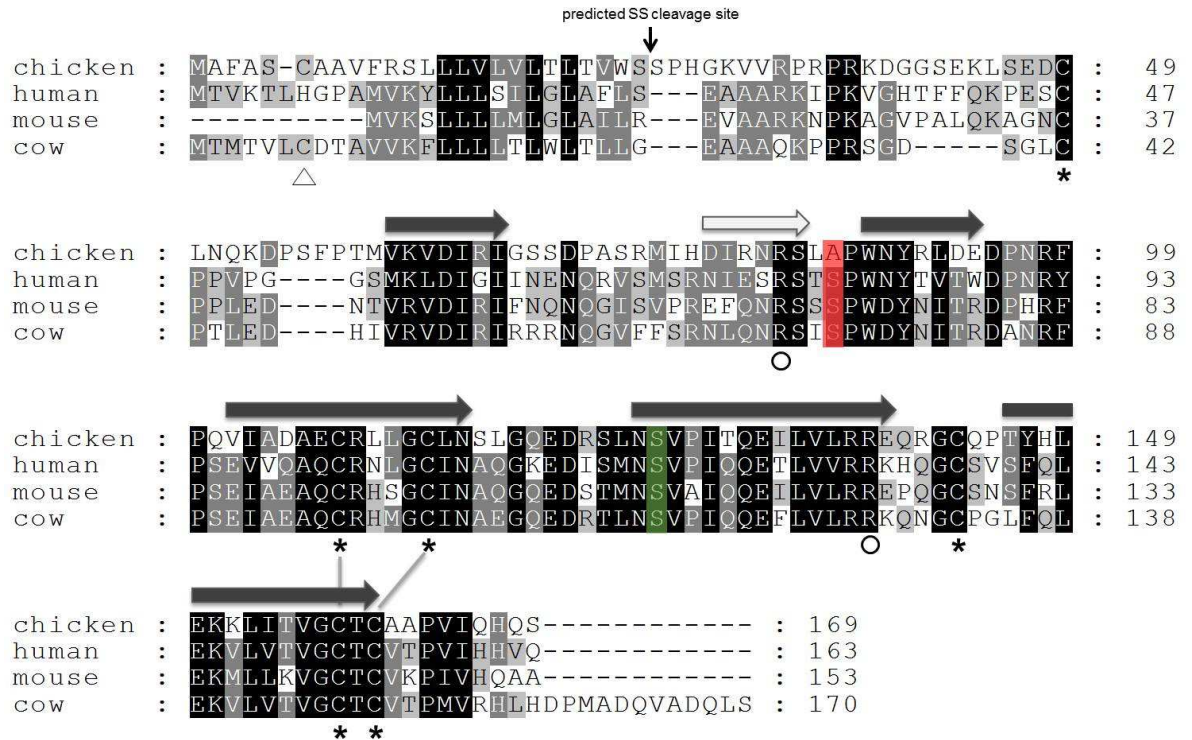 predicted SS cleavage site
chicken : MAFAS-CAAVFRSLLLVLVLTLTVWSSPHGKVVRPRPRKDGGSEKLSEDC : 49
human : MTVKTLHGPAMVKYLLLSILGLAFLS---EAAARKIPKVGHTFFQKPESC : 47
mouse : ----------MVKSLLLLMLGLAILR---EVAARKNPKAGVPALQKAGNC : 37
cow : MTMTVLCDTAVVKFLLLLTLWLTLLG---EAAAQKPPRSGD-----SGLC : 42
△ *
chicken : LNQKDPSFPTMVKVDIRIGSSDPASRMIHDIRNRSLAPWNYRLDEDPNRF : 99
human : PPVPG----GSMKLDIGIINENQRVSMSRNIESRSTSPWNYTVTWDPNRY : 93
mouse : PPLED----NTVRVDIRIFNQNQGISVPREFQNRSSSPWDYNITRDPHRF : 83
cow : PTLED----HIVRVDIRIRRRNQGVFFSRNLQNRSISPWDYNITRDANRF : 88
○
chicken : PQVIADAECRLLGCLNSLGQEDRSLNSVPITQEILVLRREQRGCQPTYHL : 149
human : PSEVVQAQCRNLGCINAQGKEDISMNSVPIQQETLVVRRKHQGCSVSFQL : 143
mouse : PSEIAEAQCRHSGCINAQGQEDSTMNSVAIQQEILVLRREPQGCSNSFRL : 133
cow : PSEIAEAQCRHMGCINAEGQEDRTLNSVPIQQEFLVLRRKQNGCPGLFQL : 138
* * ○ *
chicken : EKKLITVGCTCAAPVIQHQS------------ : 169
human : EKVLVTVGCTCVTPVIHHVQ------------ : 163
mouse : EKMLLKVGCTCVKPIVHQAA------------ : 153
cow : EKVLVTVGCTCVTPMVRHLHDPMADQVADQLS : 170
* *